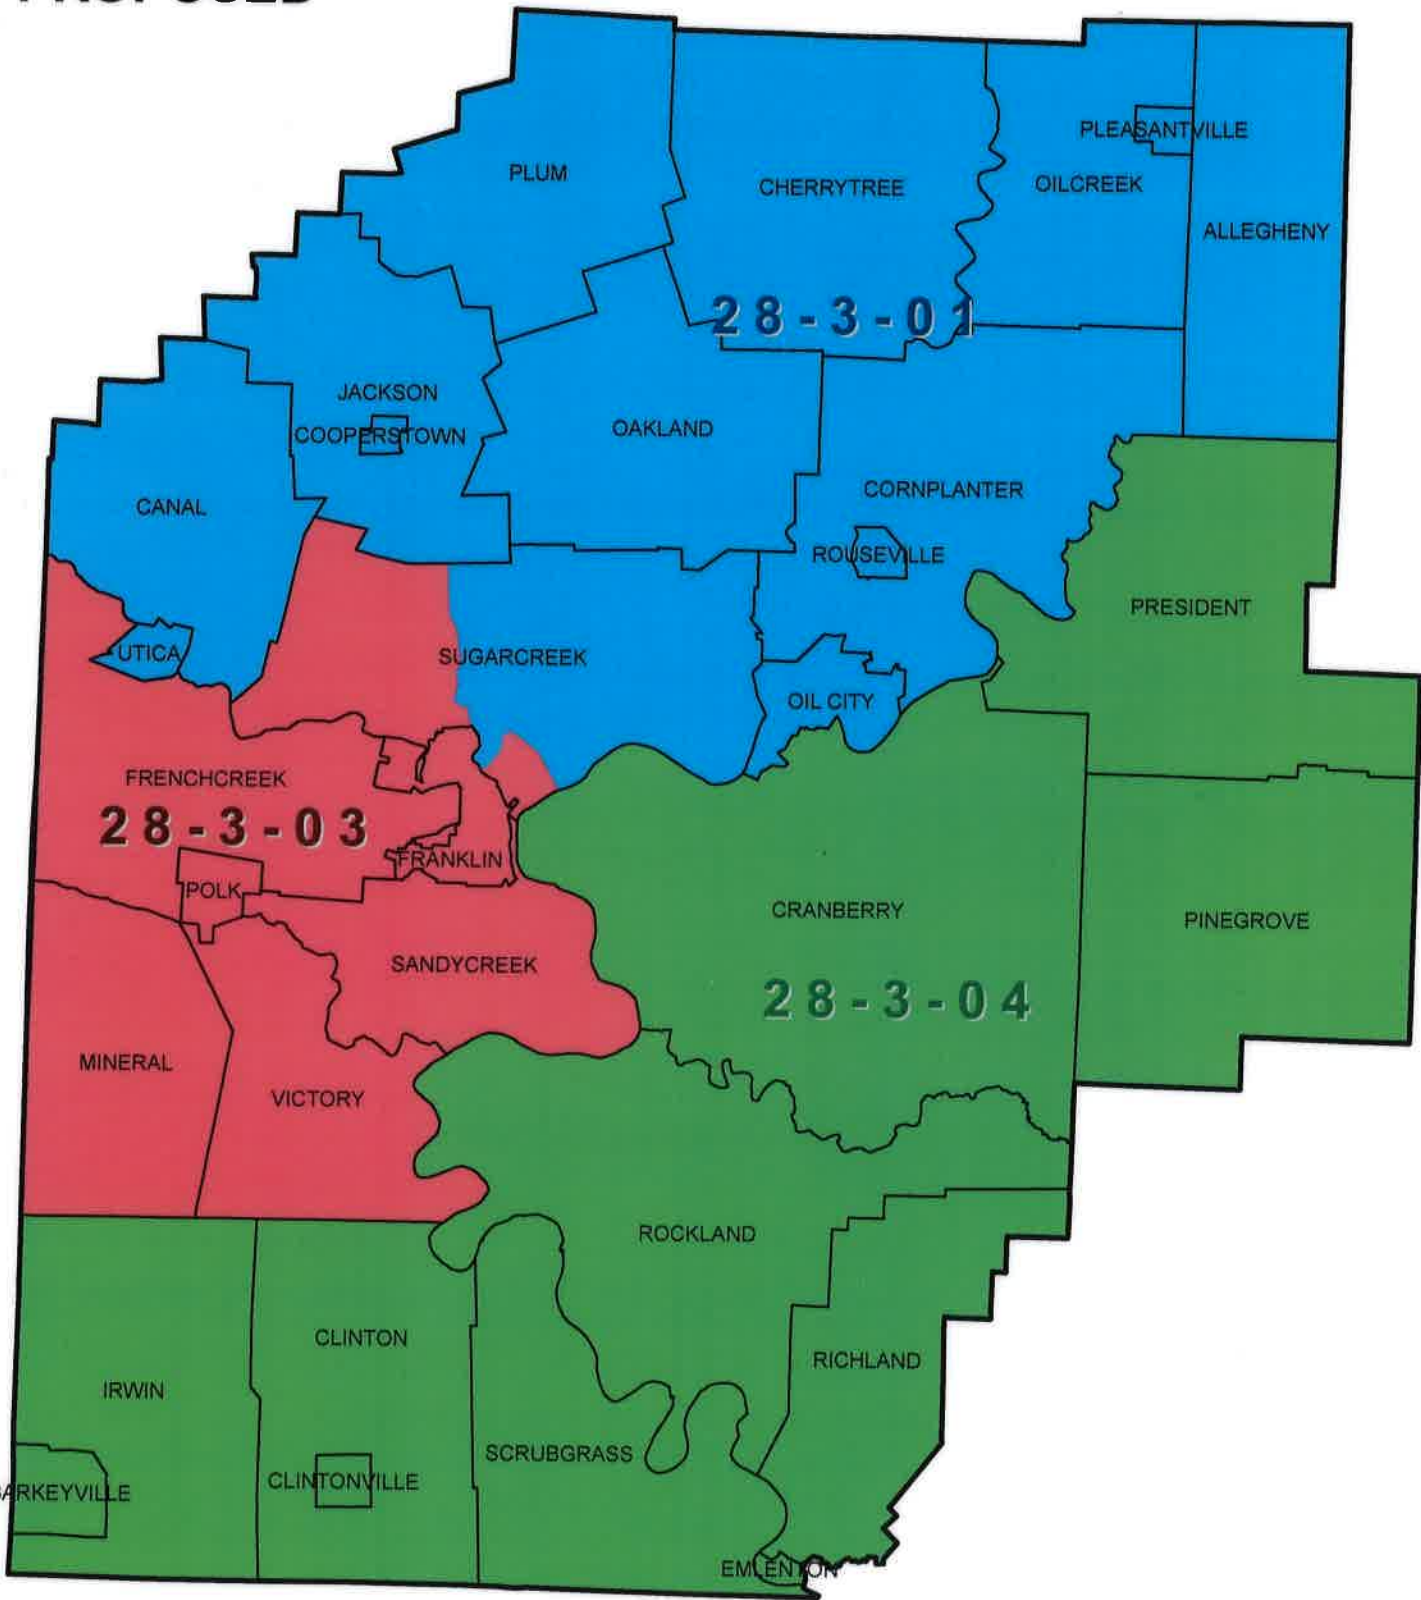 PLUM
CHERRYTREE
PLEASANTVILLE
OILCREEK
ALLEGHENY
28-3-01
JACKSON
COOPERSTOWN
OAKLAND
CANAL
CORNPLANTER
ROUSEVILLE
PRESIDENT
UTICA
SUGARCREEK
OIL CITY
FRENCHCREEK
28-3-03
FRANKLIN
POLK
CRANBERRY
PINEGROVE
SANDYCREEK
28-3-04
MINERAL
VICTORY
ROCKLAND
CLINTON
RICHLAND
IRWIN
SCRUBGRASS
CLINTONVILLE
ARKEYVILLE
EMLENTON